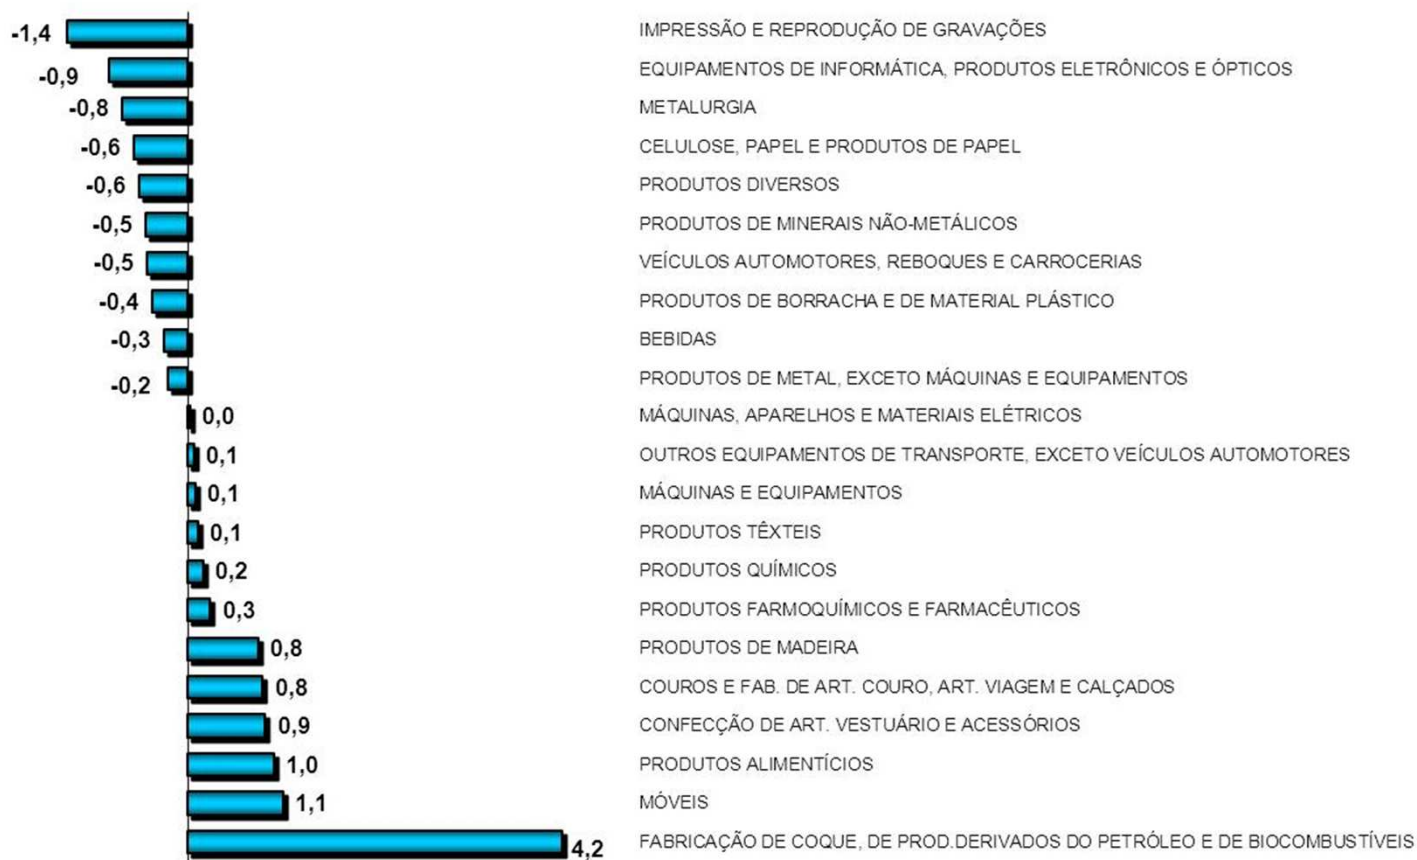 -1,4 IMPRESSÃO E REPRODUÇÃO DE GRAVAÇÕES
-0,9 EQUIPAMENTOS DE INFORMÁTICA, PRODUTOS ELETRÔNICOS E ÓPTICOS
-0,8 METALURGIA
-0,6 CELULOSE, PAPEL E PRODUTOS DE PAPEL
-0,6 PRODUTOS DIVERSOS
-0,5 PRODUTOS DE MINERAIS NÃO-METÁLICOS
-0,5 VEÍCULOS AUTOMOTORES, REBOQUES E CARROCERIAS
-0,4 PRODUTOS DE BORRACHA E DE MATERIAL PLÁSTICO
-0,3 BEBIDAS
-0,2 PRODUTOS DE METAL, EXCETO MÁQUINAS E EQUIPAMENTOS
0,0 MÁQUINAS, APARELHOS E MATERIAIS ELÉTRICOS
0,1 OUTROS EQUIPAMENTOS DE TRANSPORTE, EXCETO VEÍCULOS AUTOMOTORES
0,1 MÁQUINAS E EQUIPAMENTOS
0,1 PRODUTOS TÊXTEIS
0,2 PRODUTOS QUÍMICOS
0,3 PRODUTOS FARMOQUÍMICOS E FARMACÊUTICOS
0,8 PRODUTOS DE MADEIRA
0,8 COUROS E FAB. DE ART. COURO, ART. VIAGEM E CALÇADOS
0,9 CONFECÇÃO DE ART. VESTUÁRIO E ACESSÓRIOS
1,0 PRODUTOS ALIMENTÍCIOS
1,1 MÓVEIS
4,2 FABRICAÇÃO DE COQUE, DE PROD.DERIVADOS DO PETRÓLEO E DE BIOCOMBUSTÍVEIS